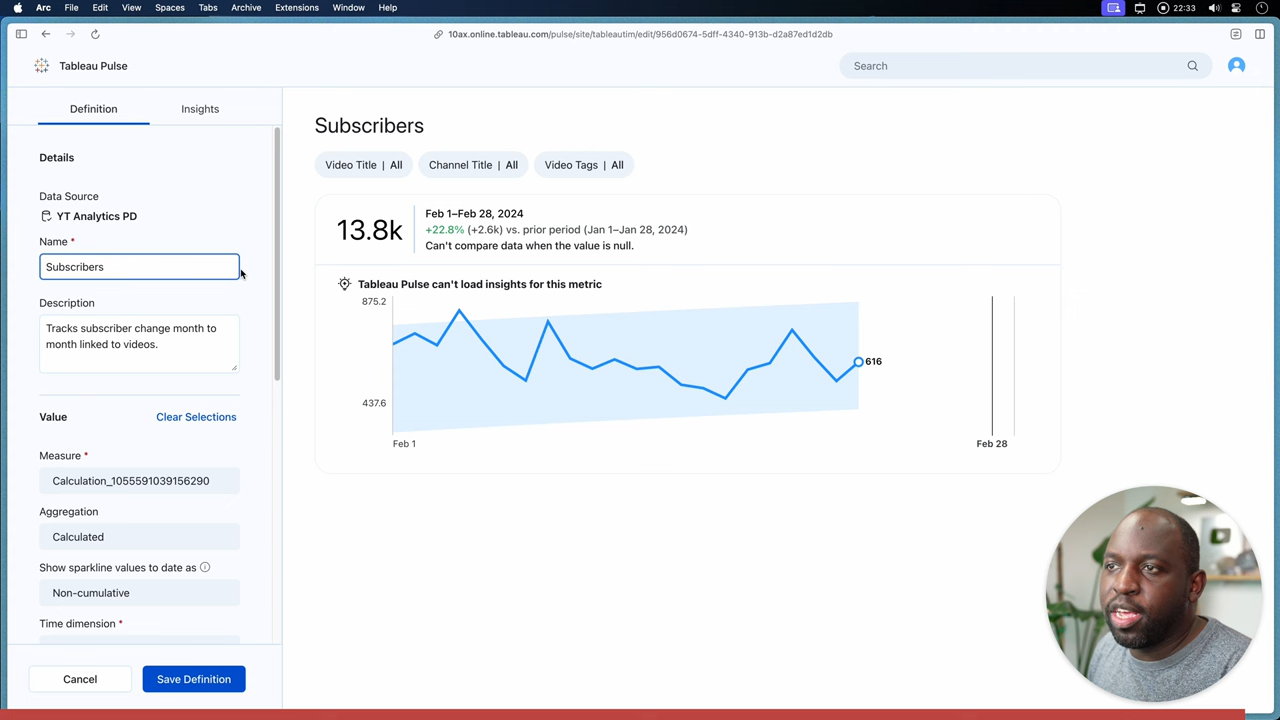 Arc File Edit View Spaces Tabs Archive Extensions Window Help 22:33
10ax.online.tableau.com/pulse/site/tableautim/edit/956d0674-5dff-4340-913b-d2a87ed1d2db
Tableau Pulse
Search
Definition
Insights
Details
Data Source
YT Analytics PD
Name *
Subscribers
Description
Tracks subscriber change month to
month linked to videos.
Value
Clear Selections
Measure *
Calculation_1055591039156290
Aggregation
Calculated
Show sparkline values to date as
Non-cumulative
Time dimension *
Cancel
Save Definition
Subscribers
Video Title | All
Channel Title | All
Video Tags | All
13.8k
Feb 1–Feb 28, 2024
+22.8% (+2.6k) vs. prior period (Jan 1–Jan 28, 2024)
Can't compare data when the value is null.
Tableau Pulse can't load insights for this metric
875.2
616
437.6
Feb 1
Feb 28